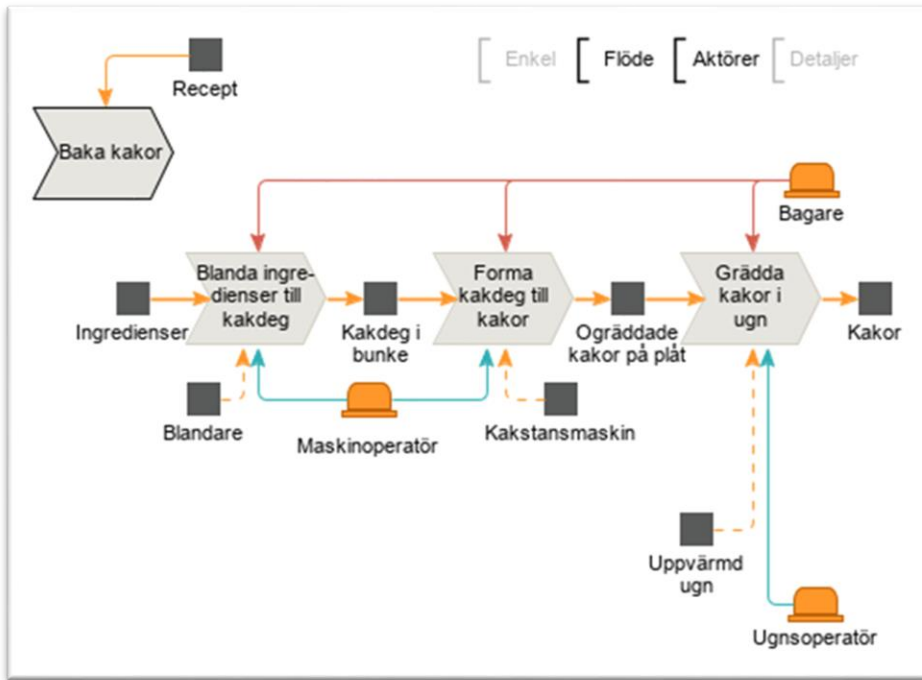 Enkel
Flöde
Aktörer
Detaljer
Recept
Baka kakor
Bagare
Blanda ingre-
dienser till
kakdeg
Forma
kakdeg till
kakor
Grädda
kakor i
ugn
Ingredienser
Kakdeg i
bunke
Ogräddade
kakor på plåt
Kakor
Blandare
Maskinoperatör
Kakstansmaskin
Uppvärmd
ugn
Ugnsoperatör